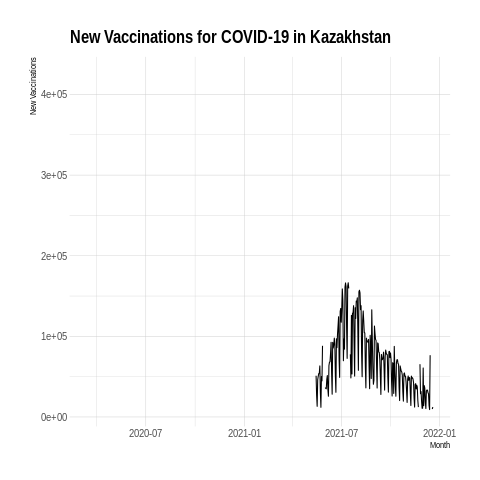 New Vaccinations for COVID-19 in Kazakhstan
New Vaccinations
4e+05
3e+05
2e+05
1e+05
0e+00
2020-07
2021-01
2021-07
2022-01
Month